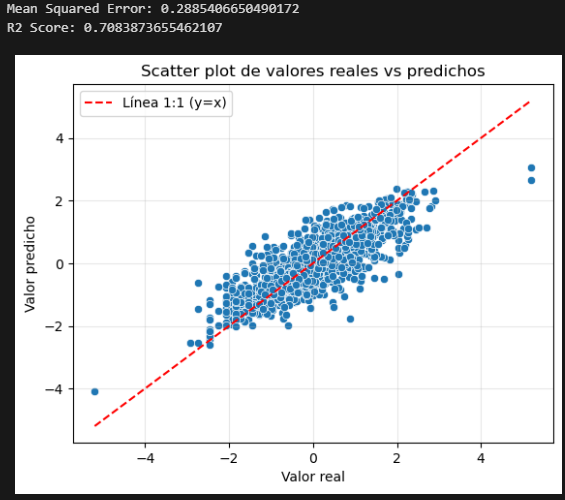 Mean Squared Error: 0.2885406650490172
R2 Score: 0.7083873655462107
Scatter plot de valores reales vs predichos
Línea 1:1 (y=x)
4
2
0
−2
−4
Valor predicho
−4 −2 0 2 4
Valor real